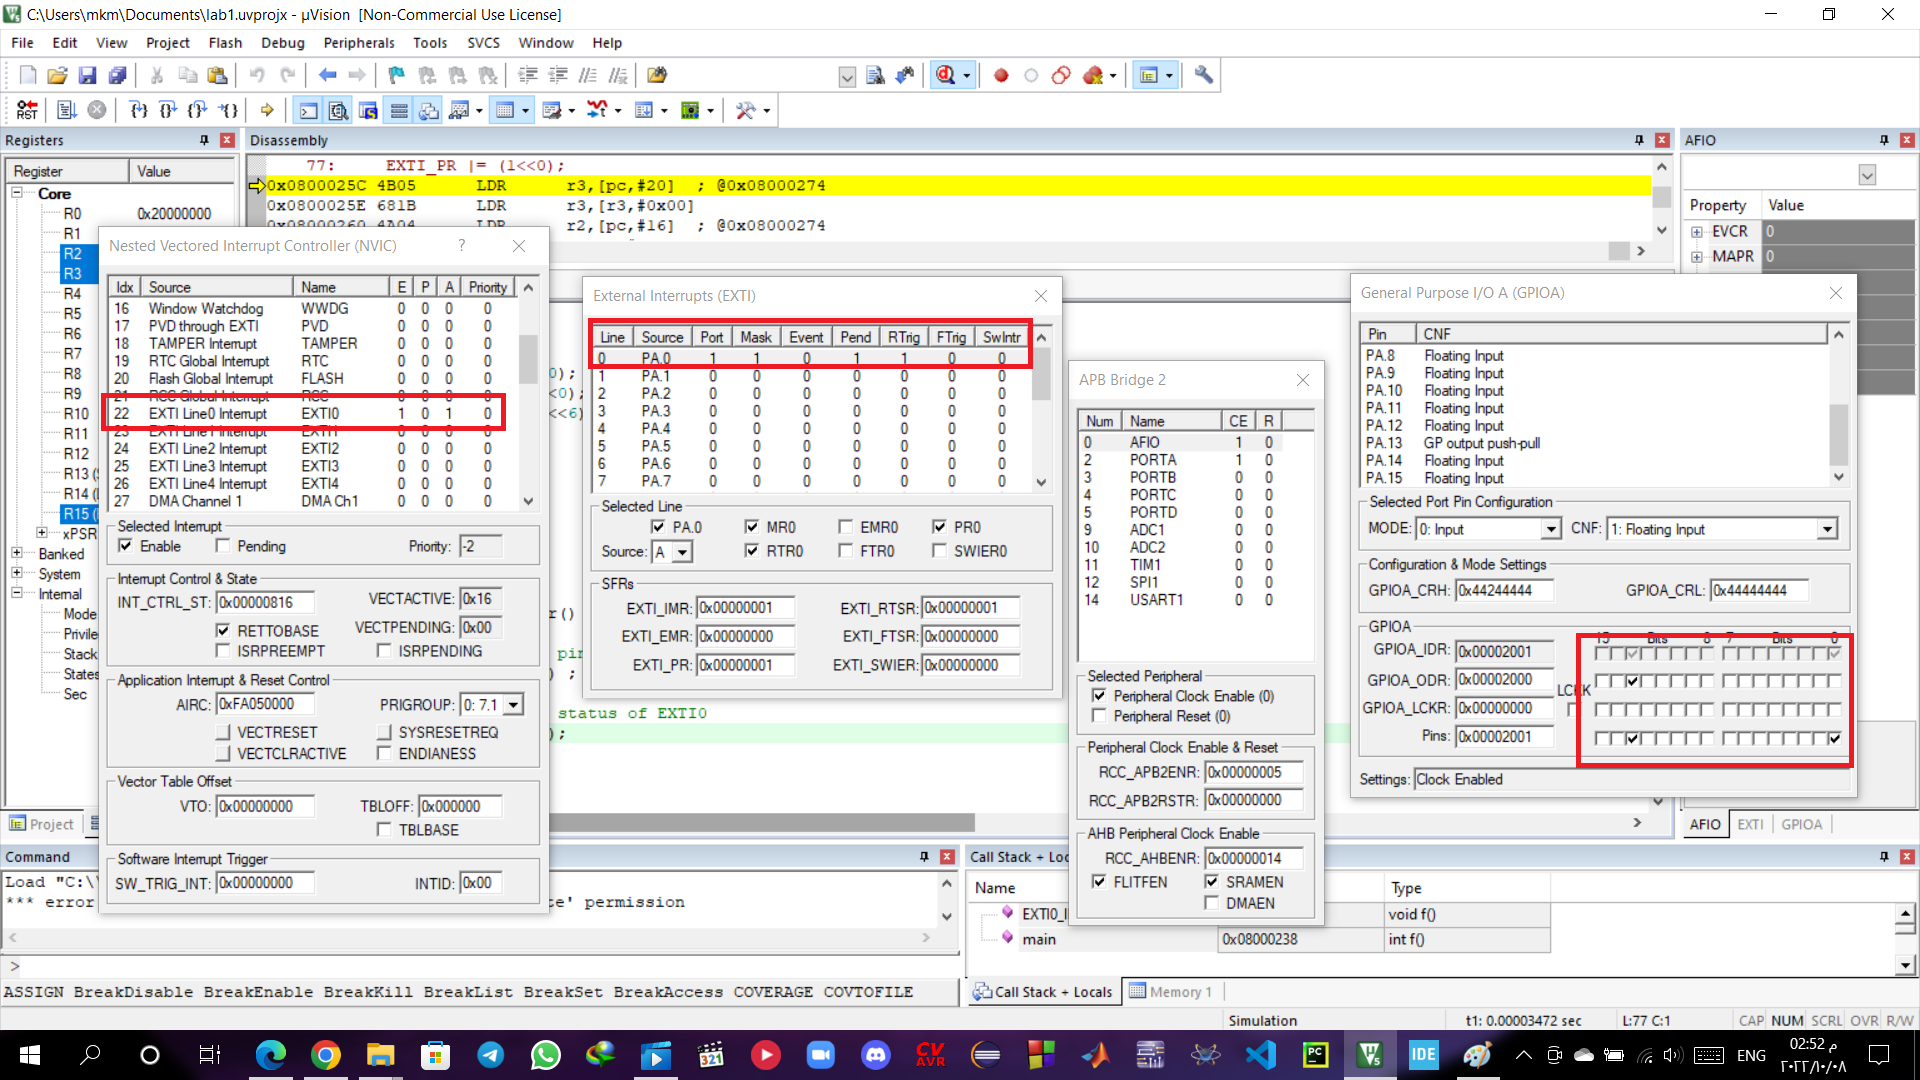 C:\Users\mkm\Documents\lab1.uvprojx - µVision [Non-Commercial Use License]
File Edit View Project Flash Debug Peripherals Tools SVCS Window Help
Registers
Register Value
Core
R0 0x20000000
R1
R2
R3
R4
R5
R6
R7
R8
R9
R10
R11
R12
R13
R14
R15
xPSR
Banked
System
Internal
Mode
Privile
Stack
States
Sec
Project
Disassembly
77: EXTI_PR |= (1<<0);
0x0800025C 4B05 LDR r3,[pc,#20] ; @0x08000274
0x0800025E 681B LDR r3,[r3,#0x00]
0x08000260 4A04 LDR r2,[pc,#16] ; @0x08000274
0);
<0);
<<6)
r()
pin
) ;
status of EXTI0
);
Nested Vectored Interrupt Controller (NVIC) ?
Idx Source Name E P A Priority
16 Window Watchdog WWDG 0 0 0 0
17 PVD through EXTI PVD 0 0 0 0
18 TAMPER Interrupt TAMPER 0 0 0 0
19 RTC Global Interrupt RTC 0 0 0 0
20 Flash Global Interrupt FLASH 0 0 0 0
21 RCC Global Interrupt RCC 0 0 0 0
22 EXTI Line0 Interrupt EXTI0 1 0 1 0
23 EXTI Line1 Interrupt EXTI1 0 0 0 0
24 EXTI Line2 Interrupt EXTI2 0 0 0 0
25 EXTI Line3 Interrupt EXTI3 0 0 0 0
26 EXTI Line4 Interrupt EXTI4 0 0 0 0
27 DMA Channel 1 DMA Ch1 0 0 0 0
Selected Interrupt
Enable Pending Priority: -2
Interrupt Control & State
INT_CTRL_ST: 0x00000816 VECTACTIVE: 0x16
RETTOBASE VECTPENDING: 0x00
ISRPREEMPT ISRPENDING
Application Interrupt & Reset Control
AIRC: 0xFA050000 PRIGROUP: 0: 7.1
VECTRESET SYSRESETREQ
VECTCLRACTIVE ENDIANESS
Vector Table Offset
VTO: 0x00000000 TBLOFF: 0x000000
TBLBASE
Software Interrupt Trigger
SW_TRIG_INT: 0x00000000 INTID: 0x00
External Interrupts (EXTI)
Line Source Port Mask Event Pend RTrig FTrig SwIntr
0 PA.0 1 1 0 1 1 0 0
1 PA.1 0 0 0 0 0 0 0
2 PA.2 0 0 0 0 0 0 0
3 PA.3 0 0 0 0 0 0 0
4 PA.4 0 0 0 0 0 0 0
5 PA.5 0 0 0 0 0 0 0
6 PA.6 0 0 0 0 0 0 0
7 PA.7 0 0 0 0 0 0 0
Selected Line
PA.0 MR0 EMR0 PR0
Source: A RTR0 FTR0 SWIER0
SFRs
EXTI_IMR: 0x00000001 EXTI_RTSR: 0x00000001
EXTI_EMR: 0x00000000 EXTI_FTSR: 0x00000000
EXTI_PR: 0x00000001 EXTI_SWIER: 0x00000000
APB Bridge 2
Num Name CE R
0 AFIO 1 0
2 PORTA 1 0
3 PORTB 0 0
4 PORTC 0 0
5 PORTD 0 0
9 ADC1 0 0
10 ADC2 0 0
11 TIM1 0 0
12 SPI1 0 0
14 USART1 0 0
Selected Peripheral
Peripheral Clock Enable (0)
Peripheral Reset (0)
Peripheral Clock Enable & Reset
RCC_APB2ENR: 0x00000005
RCC_APB2RSTR: 0x00000000
AHB Peripheral Clock Enable
RCC_AHBENR: 0x00000014
FLITFEN SRAMEN
DMAEN
General Purpose I/O A (GPIOA)
Pin CNF
PA.8 Floating Input
PA.9 Floating Input
PA.10 Floating Input
PA.11 Floating Input
PA.12 Floating Input
PA.13 GP output push-pull
PA.14 Floating Input
PA.15 Floating Input
Selected Port Pin Configuration
MODE: 0: Input CNF: 1: Floating Input
Configuration & Mode Settings
GPIOA_CRH: 0x44244444 GPIOA_CRL: 0x44444444
GPIOA
15 Bits 8 7 Bits 0
GPIOA_IDR: 0x00002001
GPIOA_ODR: 0x00002000
LCKK
GPIOA_LCKR: 0x00000000
Pins: 0x00002001
Settings: Clock Enabled
AFIO
Property Value
EVCR 0
MAPR 0
AFIO EXTI GPIOA
Command
Load "C:\
*** error te' permission
>
ASSIGN BreakDisable BreakEnable BreakKill BreakList BreakSet BreakAccess COVERAGE COVTOFILE
Call Stack + Loc
Name Type
EXTI0_I void f()
main 0x08000238 int f()
Call Stack + Locals Memory 1
Simulation t1: 0.00003472 sec L:77 C:1 CAP NUM SCRL OVR R/W
ENG
02:52 م
٢٠٢٢/١٠/٠٨